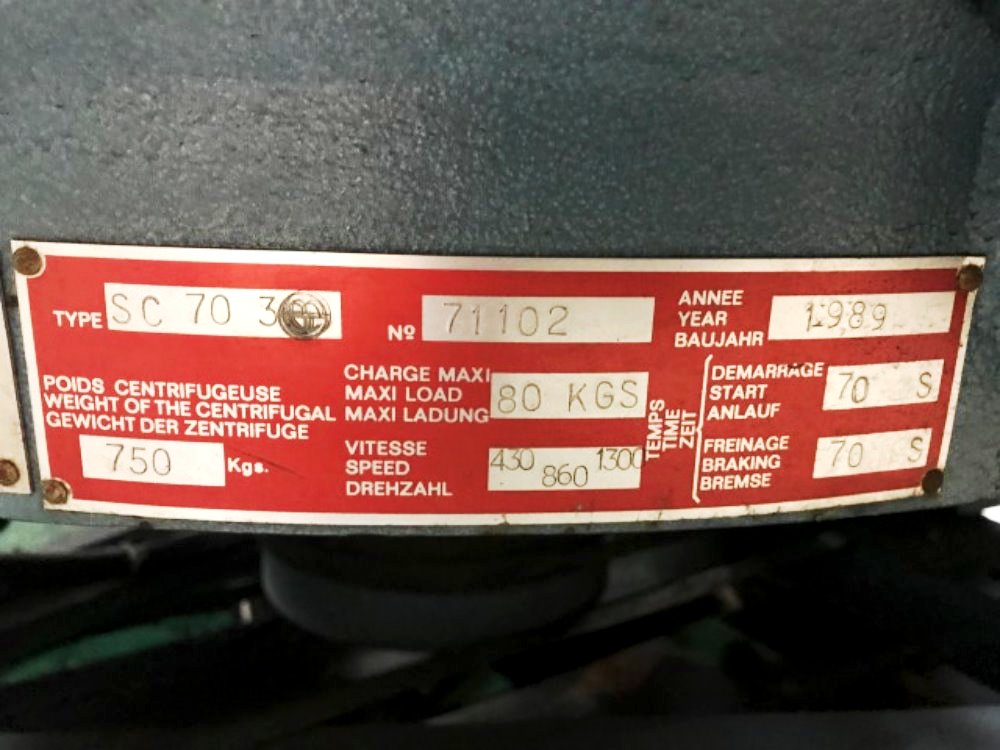 TYPE SC 70 3
Nº 71102
ANNEE
YEAR
BAUJAHR
1989
POIDS CENTRIFUGEUSE
WEIGHT OF THE CENTRIFUGAL
GEWICHT DER ZENTRIFUGE
750 Kgs.
CHARGE MAXI
MAXI LOAD
MAXI LADUNG
80 KGS
VITESSE
SPEED
DREHZAHL
430 860 1300
TEMPS
TIME
ZEIT
DEMARRAGE
START
ANLAUF
70 S
FREINAGE
BRAKING
BREMSE
70 S